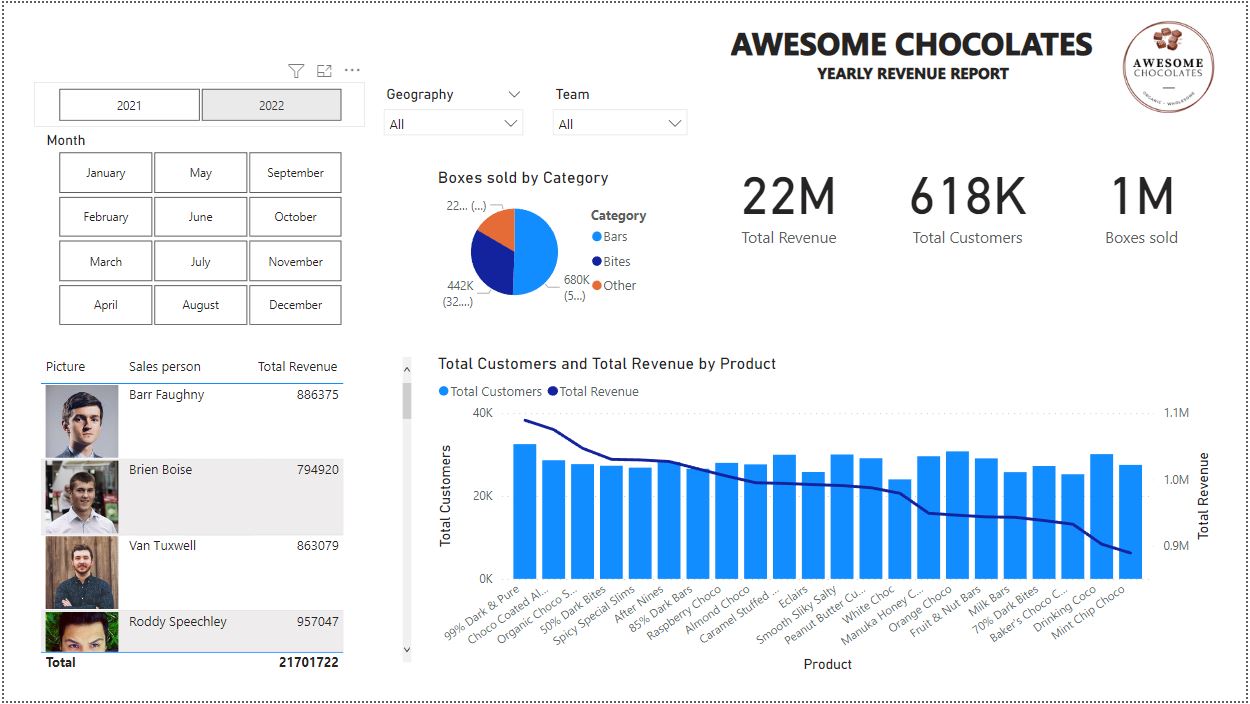 AWESOME CHOCOLATES
YEARLY REVENUE REPORT
AWESOME
CHOCOLATES
ORGANIC • WHOLESOME
2021
2022
Geography
All
Team
All
Month
January
May
September
February
June
October
March
July
November
April
August
December
Boxes sold by Category
22... (...)
442K
(32....)
680K
(5...)
Category
Bars
Bites
Other
22M
Total Revenue
618K
Total Customers
1M
Boxes sold
Picture
Sales person
Total Revenue
Barr Faughny
886375
Brien Boise
794920
Van Tuxwell
863079
Roddy Speechley
957047
Total
21701722
Total Customers and Total Revenue by Product
Total Customers
Total Revenue
40K
20K
0K
Total Customers
1.1M
1.0M
0.9M
Total Revenue
99% Dark & Pure
Choco Coated Al...
Organic Choco S...
50% Dark Bites
Spicy Special Slims
After Nines
85% Dark Bars
Raspberry Choco
Almond Choco
Caramel Stuffed ...
Eclairs
Smooth Sliky Salty
Peanut Butter Cu...
White Choc
Manuka Honey C...
Orange Choco
Fruit & Nut Bars
Milk Bars
70% Dark Bites
Baker's Choco C...
Drinking Coco
Mint Chip Choco
Product